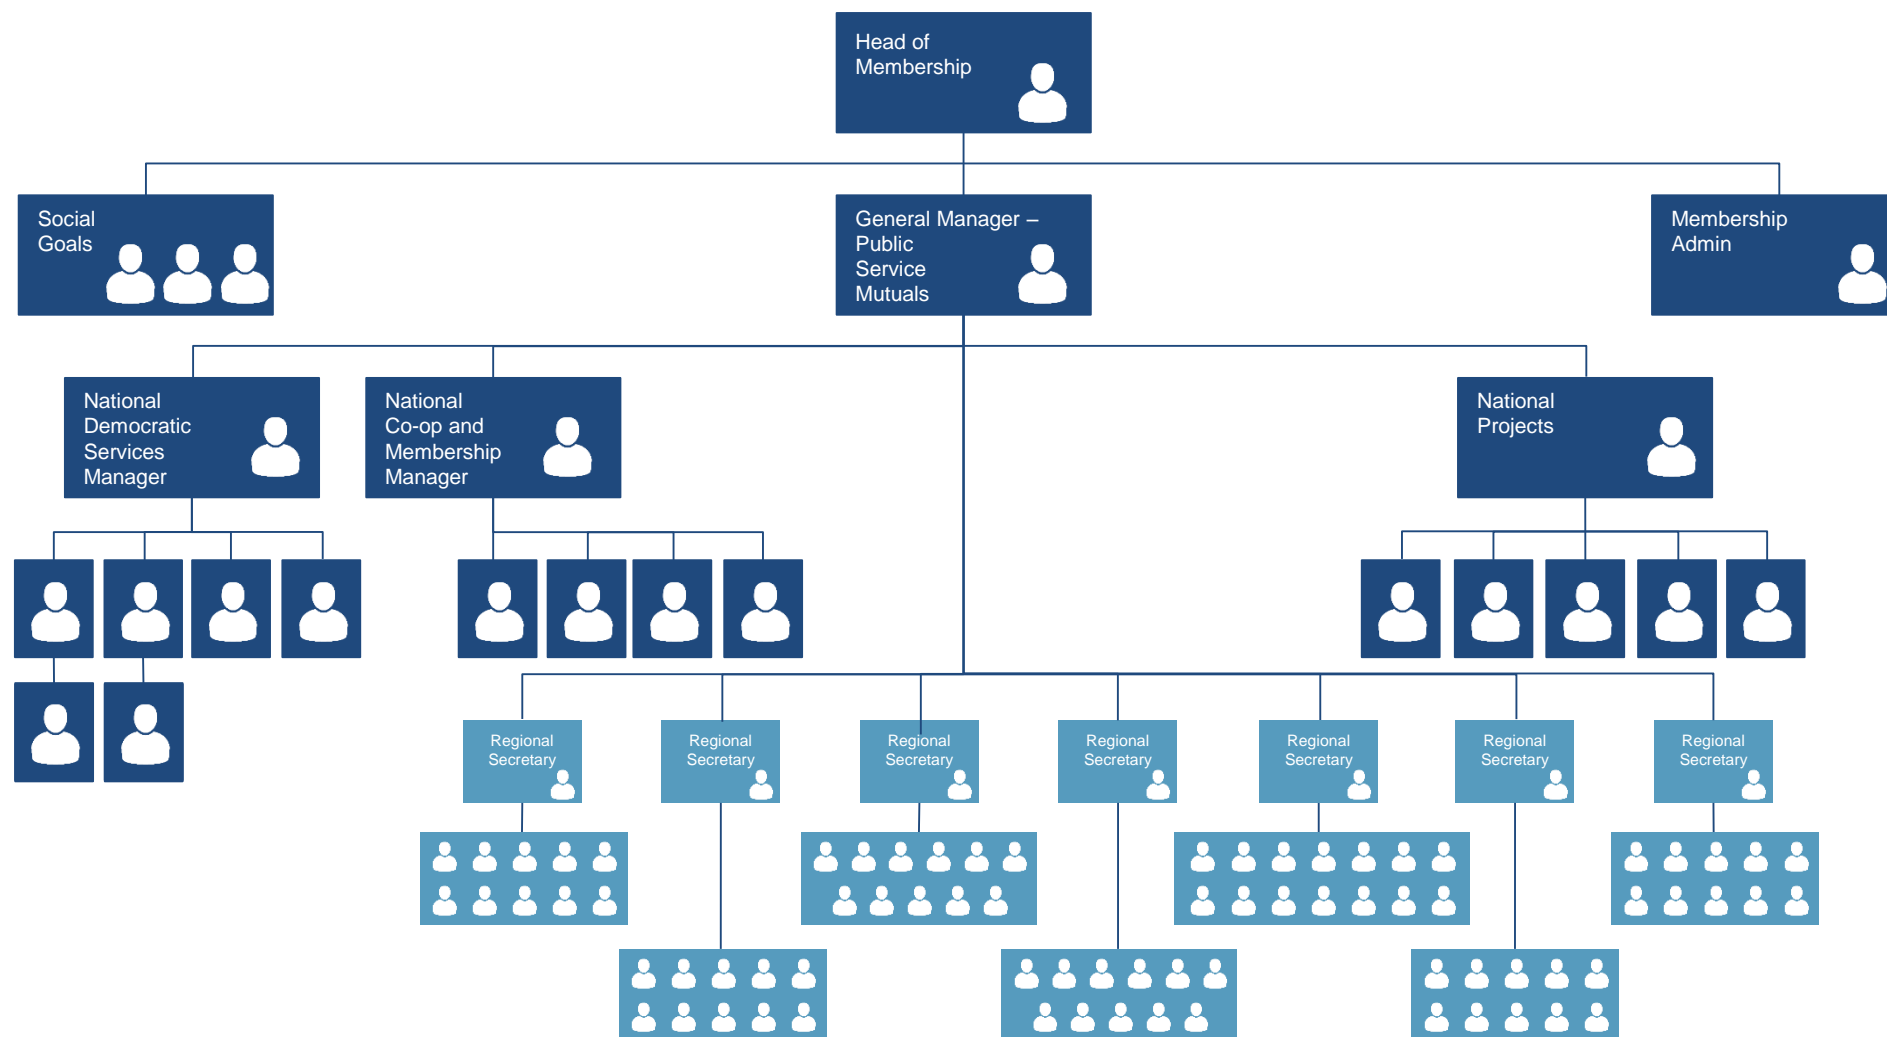 Head of
Membership
Social
Goals
General Manager –
Public
Service
Mutuals
Membership
Admin
National
Democratic
Services
Manager
National
Co-op and
Membership
Manager
National
Projects
Regional
Secretary
Regional
Secretary
Regional
Secretary
Regional
Secretary
Regional
Secretary
Regional
Secretary
Regional
Secretary